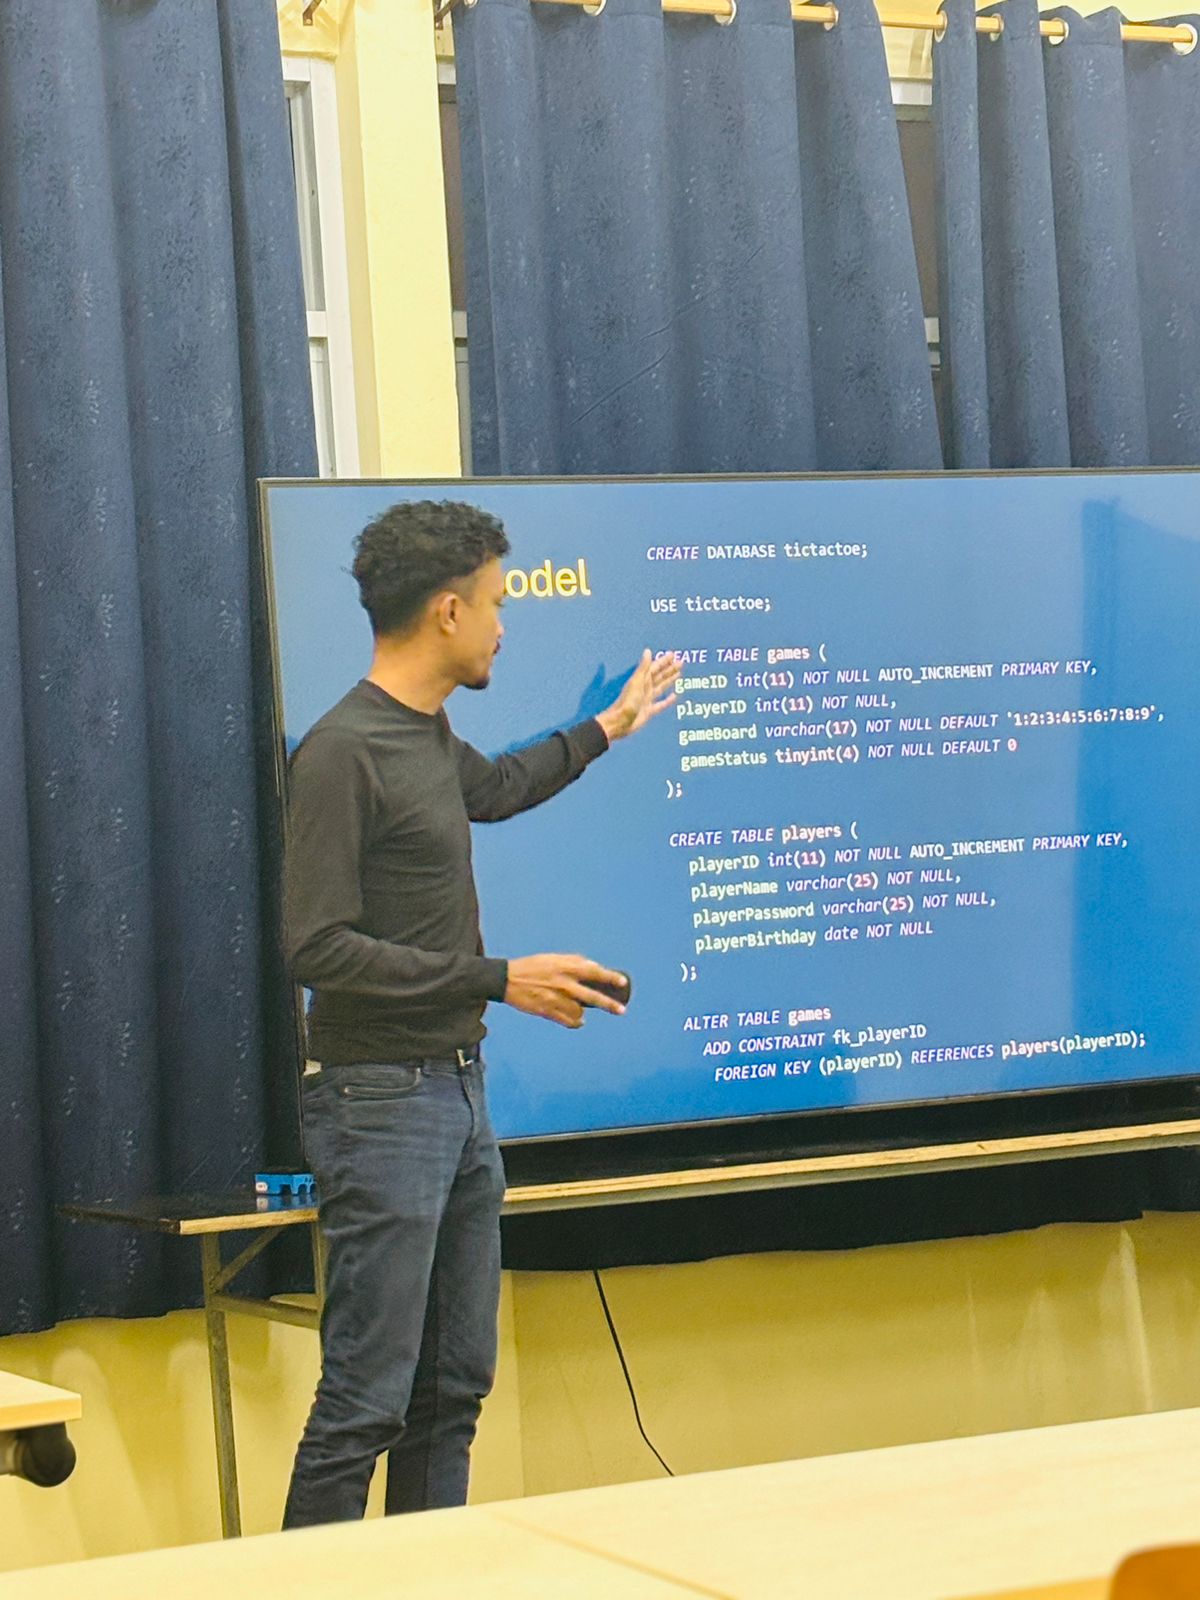 odel
CREATE DATABASE tictactoe;
USE tictactoe;
CREATE TABLE games (
gameID int(11) NOT NULL AUTO_INCREMENT PRIMARY KEY,
playerID int(11) NOT NULL,
gameBoard varchar(17) NOT NULL DEFAULT '1:2:3:4:5:6:7:8:9',
gameStatus tinyint(4) NOT NULL DEFAULT 0
);
CREATE TABLE players (
playerID int(11) NOT NULL AUTO_INCREMENT PRIMARY KEY,
playerName varchar(25) NOT NULL,
playerPassword varchar(25) NOT NULL,
playerBirthday date NOT NULL
);
ALTER TABLE games
ADD CONSTRAINT fk_playerID
FOREIGN KEY (playerID) REFERENCES players(playerID);